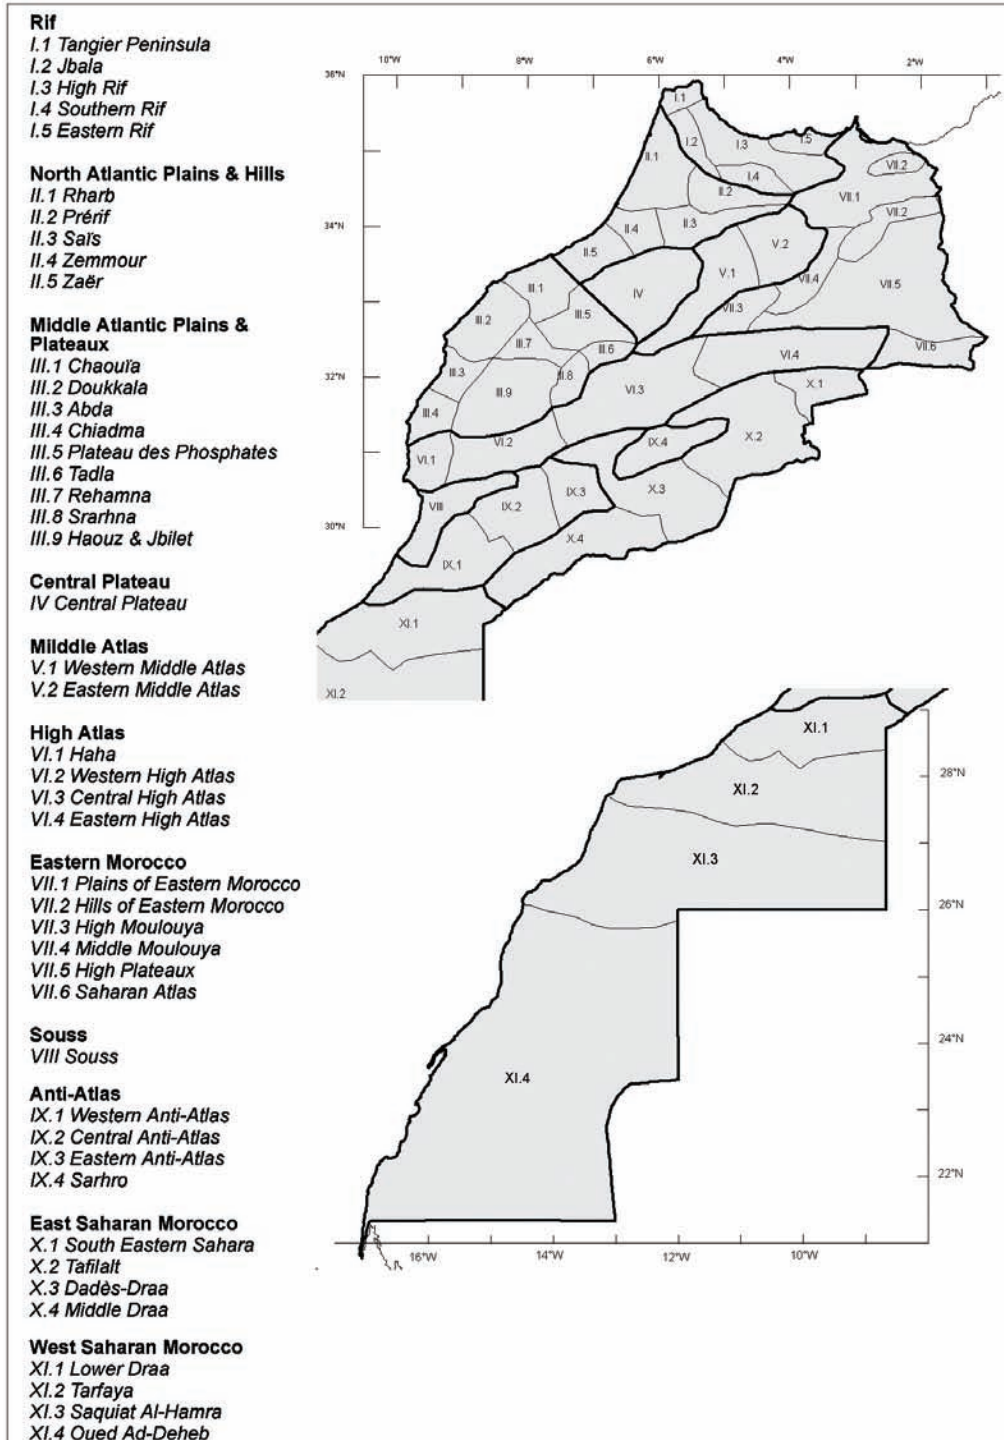 Rif
I.1 Tangier Peninsula
I.2 Jbala
I.3 High Rif
I.4 Southern Rif
I.5 Eastern Rif
North Atlantic Plains & Hills
II.1 Rharb
II.2 Prérif
II.3 Saïs
II.4 Zemmour
II.5 Zaër
Middle Atlantic Plains &
Plateaux
III.1 Chaouïa
III.2 Doukkala
III.3 Abda
III.4 Chiadma
III.5 Plateau des Phosphates
III.6 Tadla
III.7 Rehamna
III.8 Srarhna
III.9 Haouz & Jbilet
Central Plateau
IV Central Plateau
Milddle Atlas
V.1 Western Middle Atlas
V.2 Eastern Middle Atlas
High Atlas
VI.1 Haha
VI.2 Western High Atlas
VI.3 Central High Atlas
VI.4 Eastern High Atlas
Eastern Morocco
VII.1 Plains of Eastern Morocco
VII.2 Hills of Eastern Morocco
VII.3 High Moulouya
VII.4 Middle Moulouya
VII.5 High Plateaux
VII.6 Saharan Atlas
Souss
VIII Souss
Anti-Atlas
IX.1 Western Anti-Atlas
IX.2 Central Anti-Atlas
IX.3 Eastern Anti-Atlas
IX.4 Sarhro
East Saharan Morocco
X.1 South Eastern Sahara
X.2 Tafilalt
X.3 Dadès-Draa
X.4 Middle Draa
West Saharan Morocco
XI.1 Lower Draa
XI.2 Tarfaya
XI.3 Saquiat Al-Hamra
XI.4 Oued Ad-Deheb
10°W 8°W 6°W 4°W 2°W
36°N
I.1
I.2 I.3 I.5
II.1
VII.2
I.4
II.2
VII.1
VII.2
34°N
II.4 II.3
II.5
V.2
V.1
VII.4
VII.5
III.1
IV
VII.3
III.2
III.5
III.7 III.6
VII.6
VI.4
32°N
III.3
III.8
III.9
VI.3
X.1
III.4
VI.2
IX.4
X.2
VI.1
X.3
IX.3
VIII
IX.2
30°N
X.4
IX.1
XI.1
XI.2
XI.1
28°N
XI.2
XI.3
26°N
24°N
XI.4
22°N
16°W 14°W 12°W 10°W